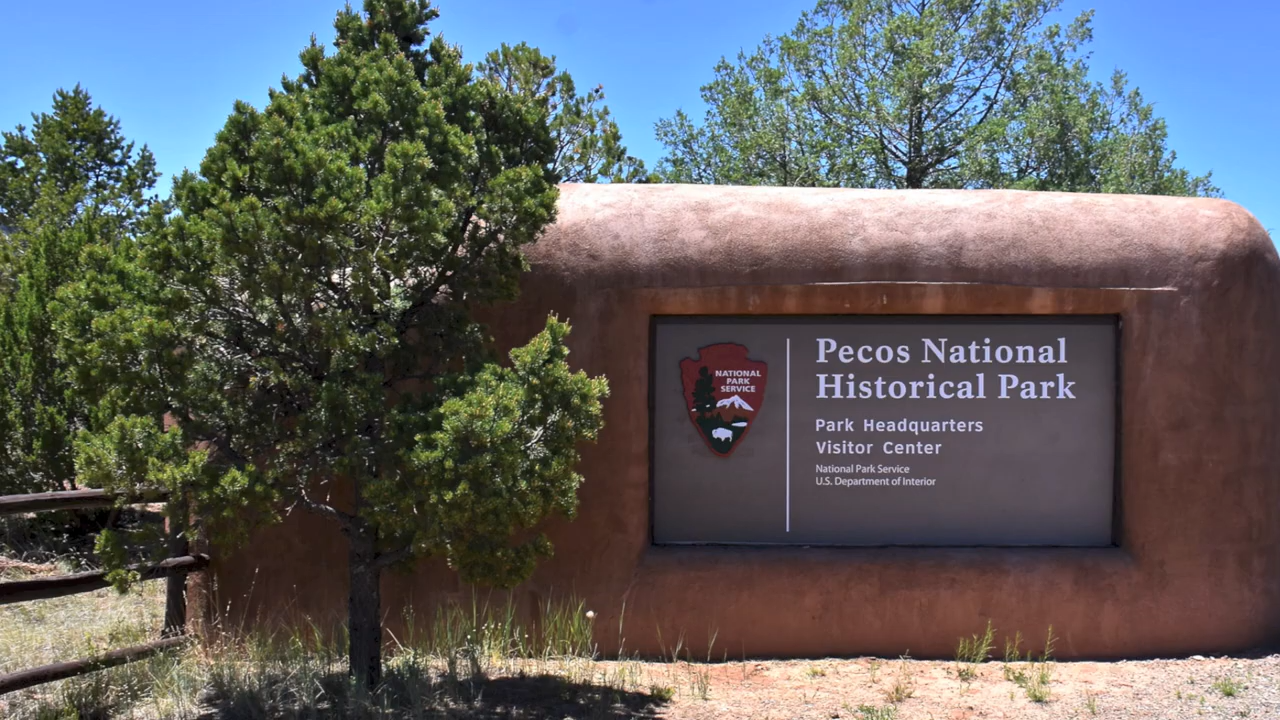 NATIONAL
PARK
SERVICE
Pecos National
Historical Park
Park Headquarters
Visitor Center
National Park Service
U.S. Department of Interior